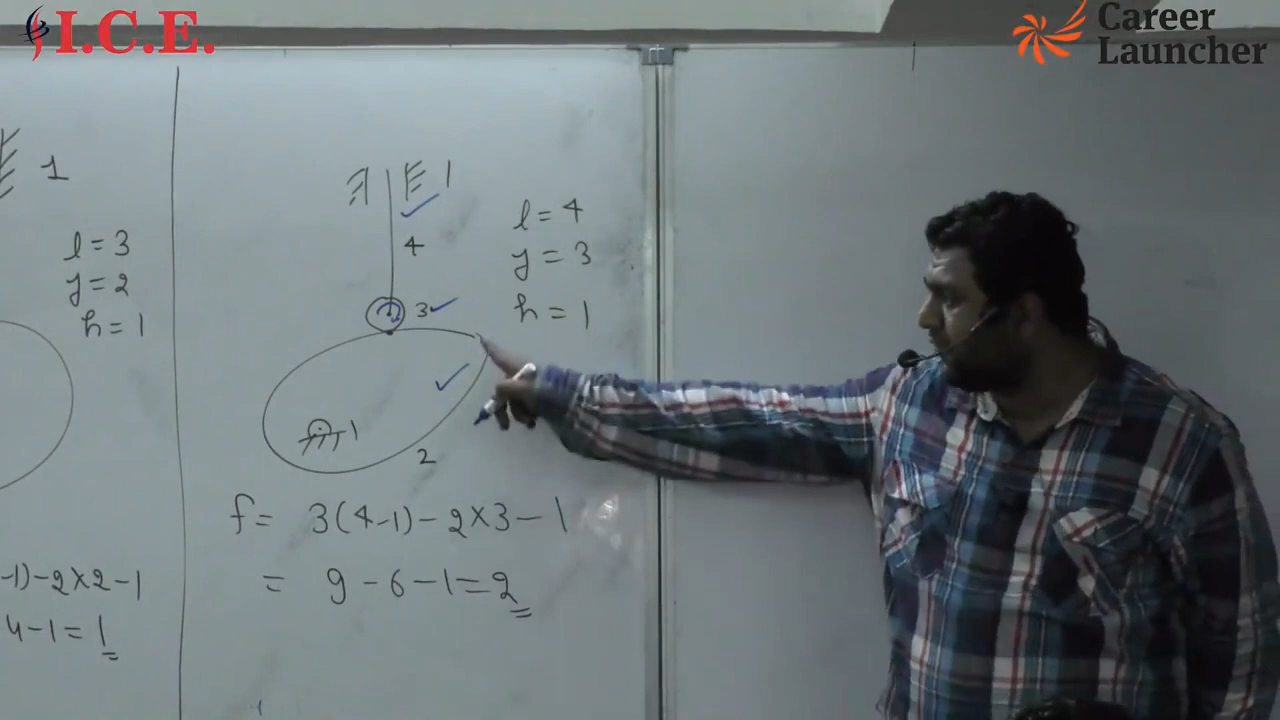 I.C.E.
Career
Launcher
1
l = 3
y = 2
h = 1
-1) - 2 × 2 - 1
4 - 1 = 1
1
4
3
l = 4
y = 3
h = 1
1
2
f = 3(4-1) - 2×3 - 1
= 9 - 6 - 1 = 2